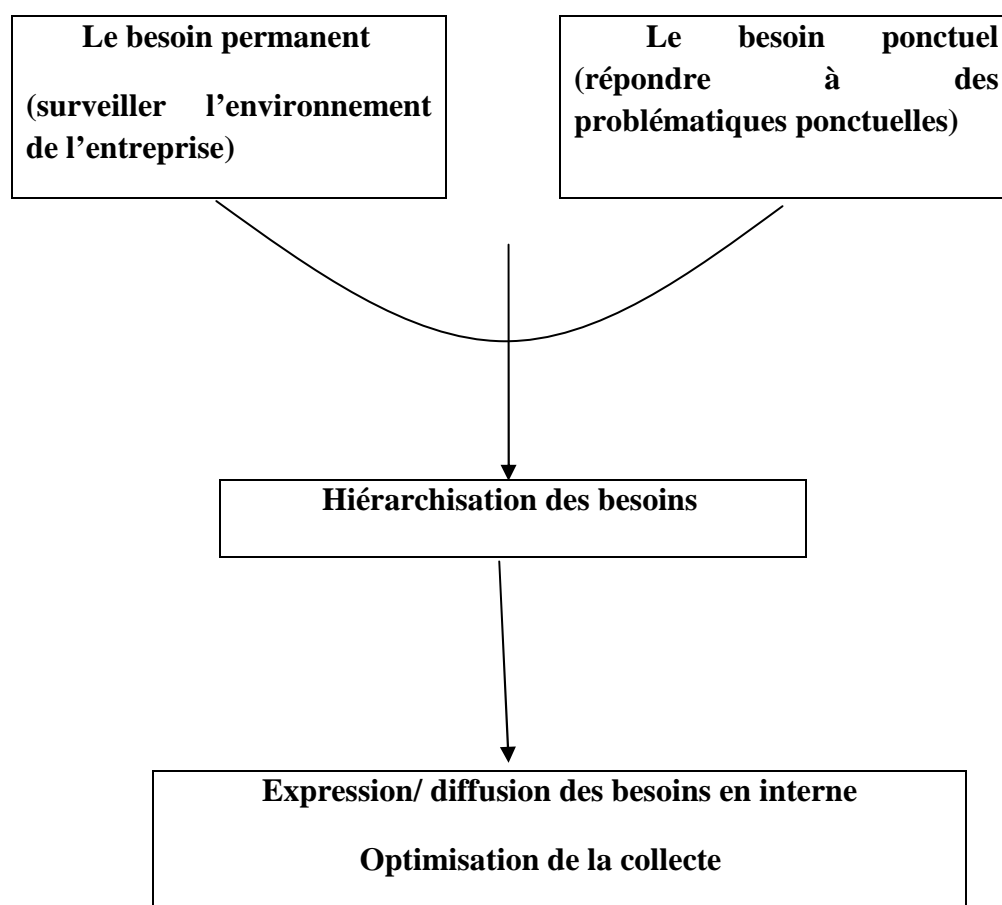 Le besoin permanent
(surveiller l’environnement
de l’entreprise)
Le besoin ponctuel
(répondre à des
problématiques ponctuelles)
Hiérarchisation des besoins
Expression/ diffusion des besoins en interne
Optimisation de la collecte